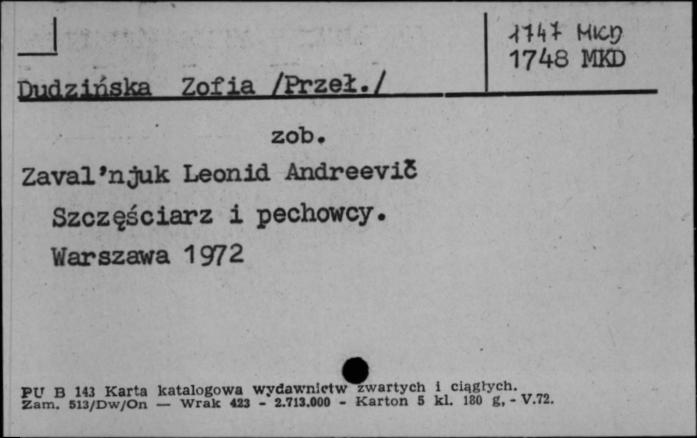 1747 MKD
1748 MKD
Dudzińska Zofia /Przeł./
zob.
Zaval'njuk Leonid Andreevič
Szczęściarz i pechowcy.
Warszawa 1972
PU B 143 Karta katalogowa wydawnictw zwartych i ciągłych.
Zam. 513/Dw/On — Wrak 423 - 2.713.000 - Karton 5 kl. 180 g, - V.72.